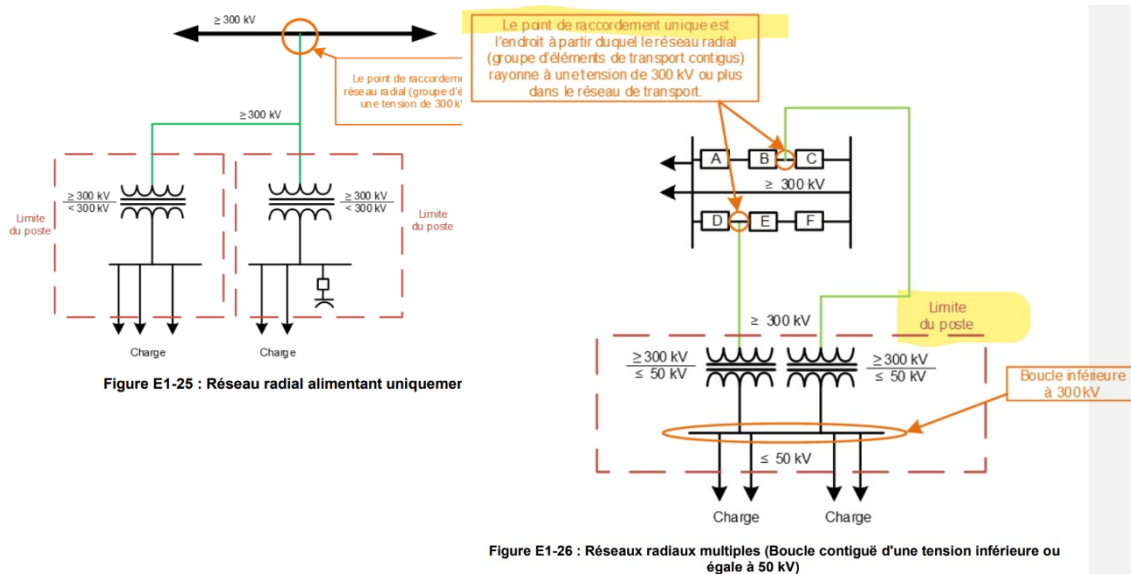 ≥ 300 kV
Le point de raccordeme
réseau radial (groupe d'é
une tension de 300 k
≥ 300 kV
Limite
du poste
≥ 300 kV
< 300 kV
≥ 300 kV
< 300 kV
Limite
du poste
Charge
Charge
Figure E1-25 : Réseau radial alimentant uniquemen
Le point de raccordement unique est
l'endroit à partir duquel le réseau radial
(groupe d'éléments de transport contigus)
rayonne à une tension de 300 kV ou plus
dans le réseau de transport.
A
B
C
≥ 300 kV
D
E
F
Limite
du poste
≥ 300 kV
≥ 300 kV
≤ 50 kV
≥ 300 kV
≤ 50 kV
Boucle inférieure
à 300 kV
≤ 50 kV
Charge
Charge
Figure E1-26 : Réseaux radiaux multiples (Boucle contiguë d'une tension inférieure ou
égale à 50 kV)